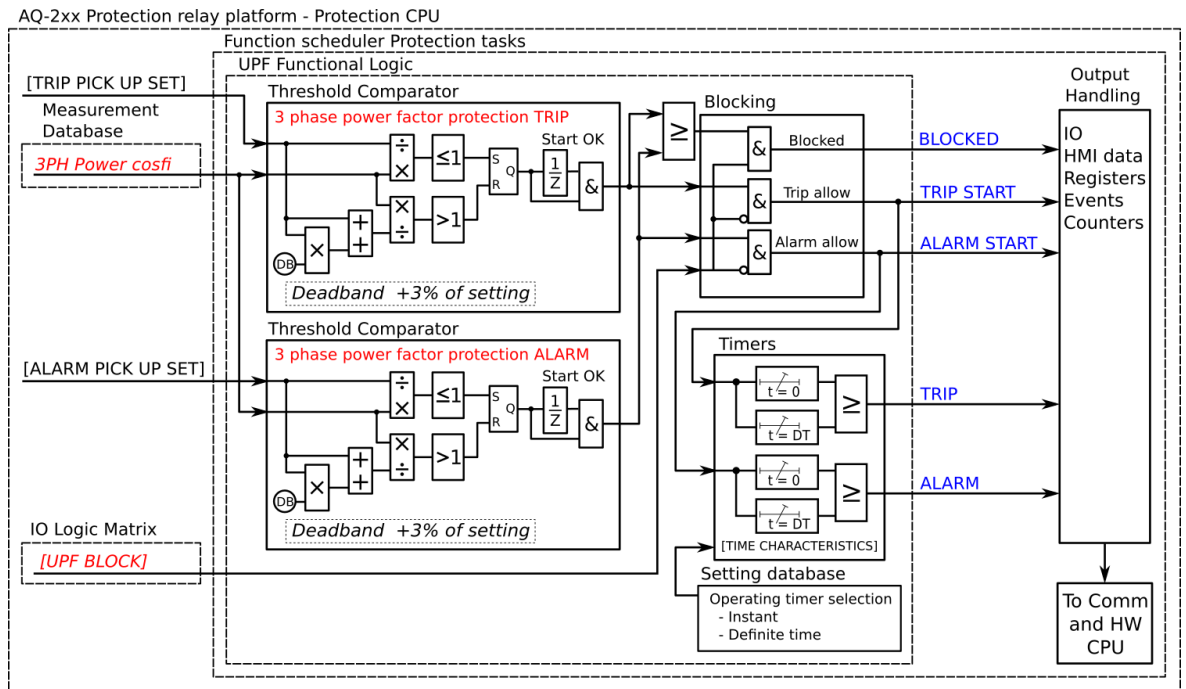 AQ-2xx Protection relay platform - Protection CPU
Function scheduler Protection tasks
UPF Functional Logic
[TRIP PICK UP SET]
Measurement
Database
3PH Power cosfi
Threshold Comparator
3 phase power factor protection TRIP
÷
×
≤1
S
Q
R
Start OK
1
Z
&
×
÷
>1
+
+
×
DB
Deadband +3% of setting
≥
Blocking
&
Blocked
&
Trip allow
&
Alarm allow
BLOCKED
TRIP START
ALARM START
Output
Handling
IO
HMI data
Registers
Events
Counters
[ALARM PICK UP SET]
Threshold Comparator
3 phase power factor protection ALARM
÷
×
≤1
S
Q
R
Start OK
1
Z
&
×
÷
>1
+
+
×
DB
Deadband +3% of setting
Timers
t = 0
t = DT
≥
TRIP
t = 0
t = DT
≥
ALARM
[TIME CHARACTERISTICS]
IO Logic Matrix
[UPF BLOCK]
Setting database
Operating timer selection
- Instant
- Definite time
To Comm
and HW
CPU